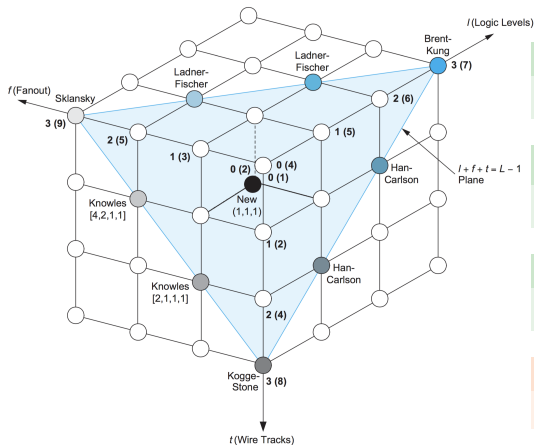 l (Logic Levels)
Brent-
Kung
3 (7)
Ladner-
Fischer
Ladner-
Fischer
2 (6)
f (Fanout)
Sklansky
3 (9)
2 (5)
1 (3)
1 (5)
0 (2)
0 (4)
0 (1)
Han-
Carlson
l + f + t = L – 1
Plane
New
(1,1,1)
Knowles
[4,2,1,1]
1 (2)
Knowles
[2,1,1,1]
Han-
Carlson
2 (4)
Kogge-
Stone
3 (8)
t (Wire Tracks)